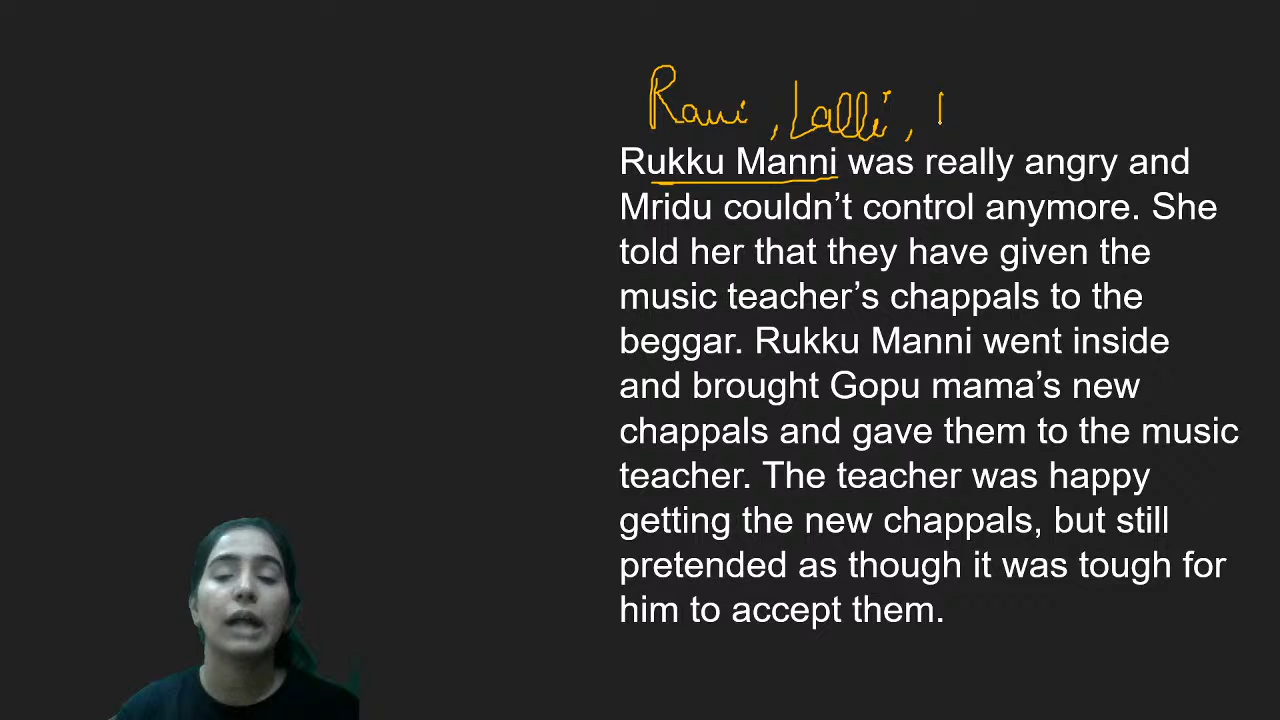 Ravi, Lalli,
Rukku Manni was really angry and
Mridu couldn’t control anymore. She
told her that they have given the
music teacher’s chappals to the
beggar. Rukku Manni went inside
and brought Gopu mama’s new
chappals and gave them to the music
teacher. The teacher was happy
getting the new chappals, but still
pretended as though it was tough for
him to accept them.